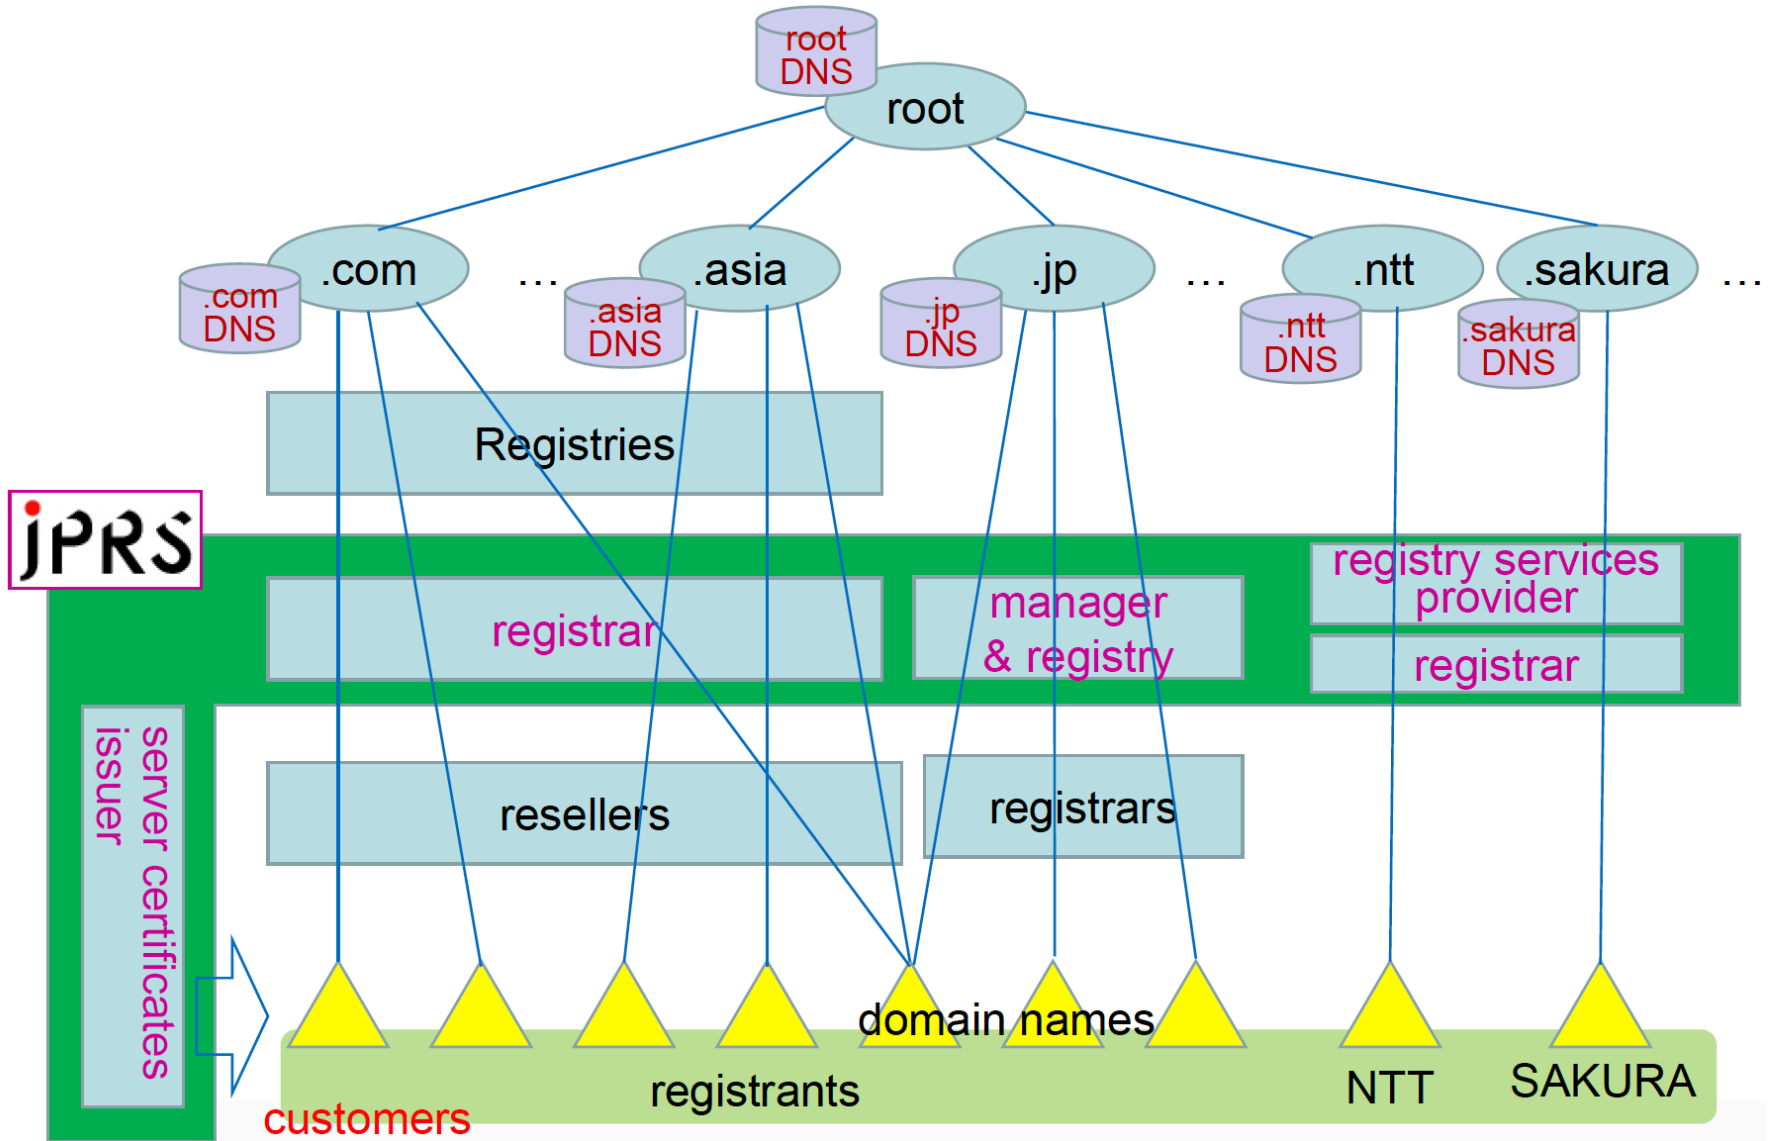 root
DNS
root
.com
...
.asia
.jp
...
.ntt
.sakura
...
.com
DNS
.asia
DNS
.jp
DNS
.ntt
DNS
.sakura
DNS
Registries
jPRS
registrar
manager
& registry
registry services
provider
registrar
server certificates
issuer
resellers
registrars
domain names
registrants
NTT
SAKURA
customers